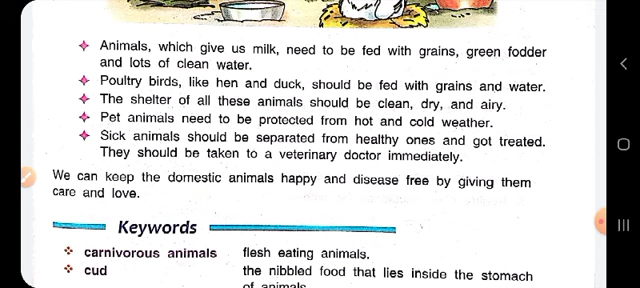 Animals, which give us milk, need to be fed with grains, green fodder
and lots of clean water.
Poultry birds, like hen and duck, should be fed with grains and water.
The shelter of all these animals should be clean, dry, and airy.
Pet animals need to be protected from hot and cold weather.
Sick animals should be separated from healthy ones and got treated.
They should be taken to a veterinary doctor immediately.
We can keep the domestic animals happy and disease free by giving them
care and love.
Keywords
carnivorous animals flesh eating animals.
cud the nibbled food that lies inside the stomach
of animals